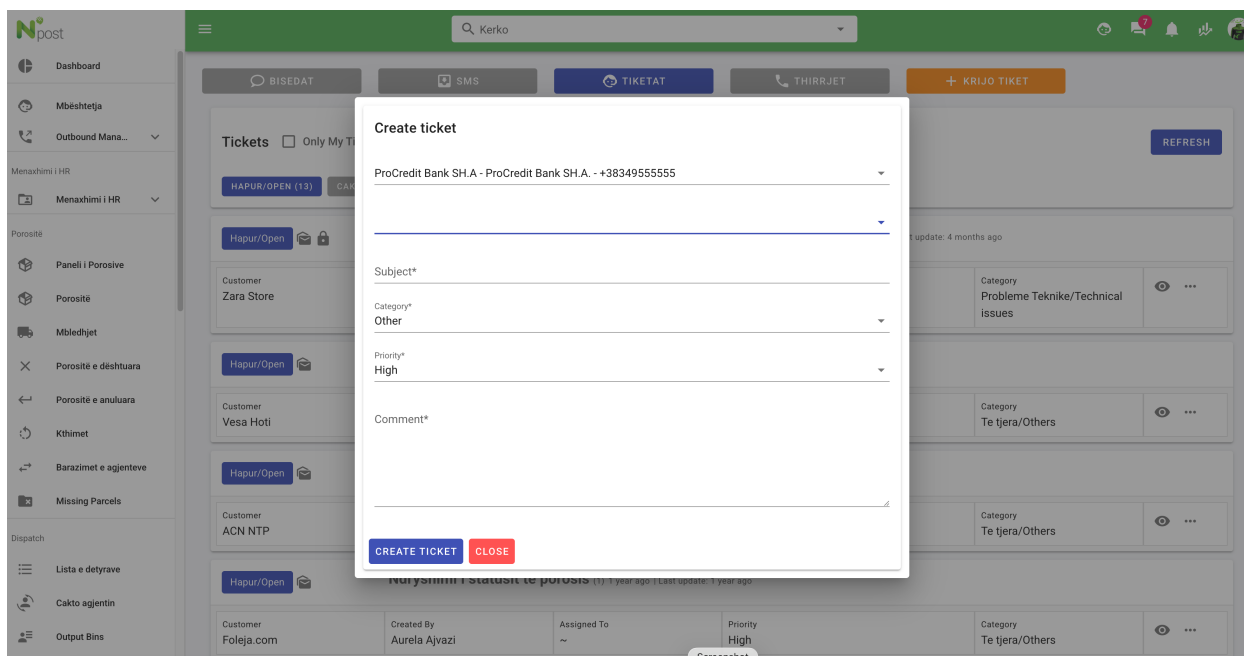 Npost
Kerko
7
Dashboard
Mbështetja
Outbound Mana...
Menaxhimi i HR
Menaxhimi i HR
Porositë
Paneli i Porosive
Porositë
Mbledhjet
Porositë e dështuara
Porositë e anuluara
Kthimet
Barazimet e agjenteve
Missing Parcels
Dispatch
Lista e detyrave
Cakto agjentin
Output Bins
BISEDAT
SMS
TIKETAT
THIRRJET
+ KRIJO TIKET
Tickets
Only My Ti
REFRESH
HAPUR/OPEN (13)
CAK
Create ticket
ProCredit Bank SH.A - ProCredit Bank SH.A. - +38349555555
Subject*
Category*
Other
Priority*
High
Comment*
CREATE TICKET
CLOSE
Hapur/Open
t update: 4 months ago
Customer
Zara Store
Category
Probleme Teknike/Technical
issues
Hapur/Open
Customer
Vesa Hoti
Category
Te tjera/Others
Hapur/Open
Customer
ACN NTP
Category
Te tjera/Others
Hapur/Open
Ndryshimi i statusit të porosis (1) 1 year ago | Last update: 1 year ago
Customer
Foleja.com
Created By
Aurela Ajvazi
Assigned To
~
Priority
High
Category
Te tjera/Others
Screenshot